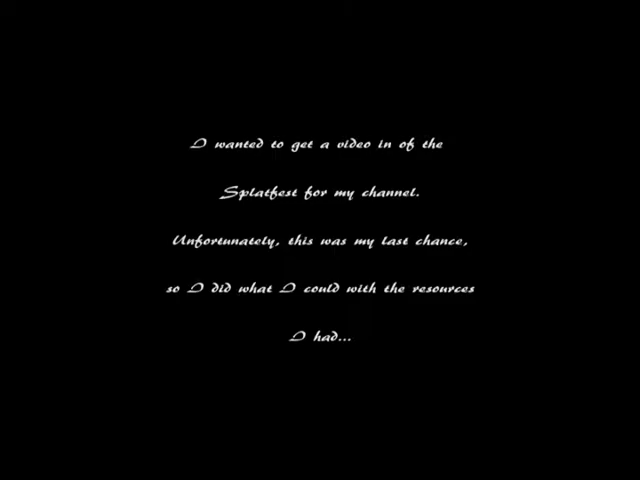 I wanted to get a video in of the
Splatfest for my channel.
Unfortunately, this was my last chance,
so I did what I could with the resources
I had...